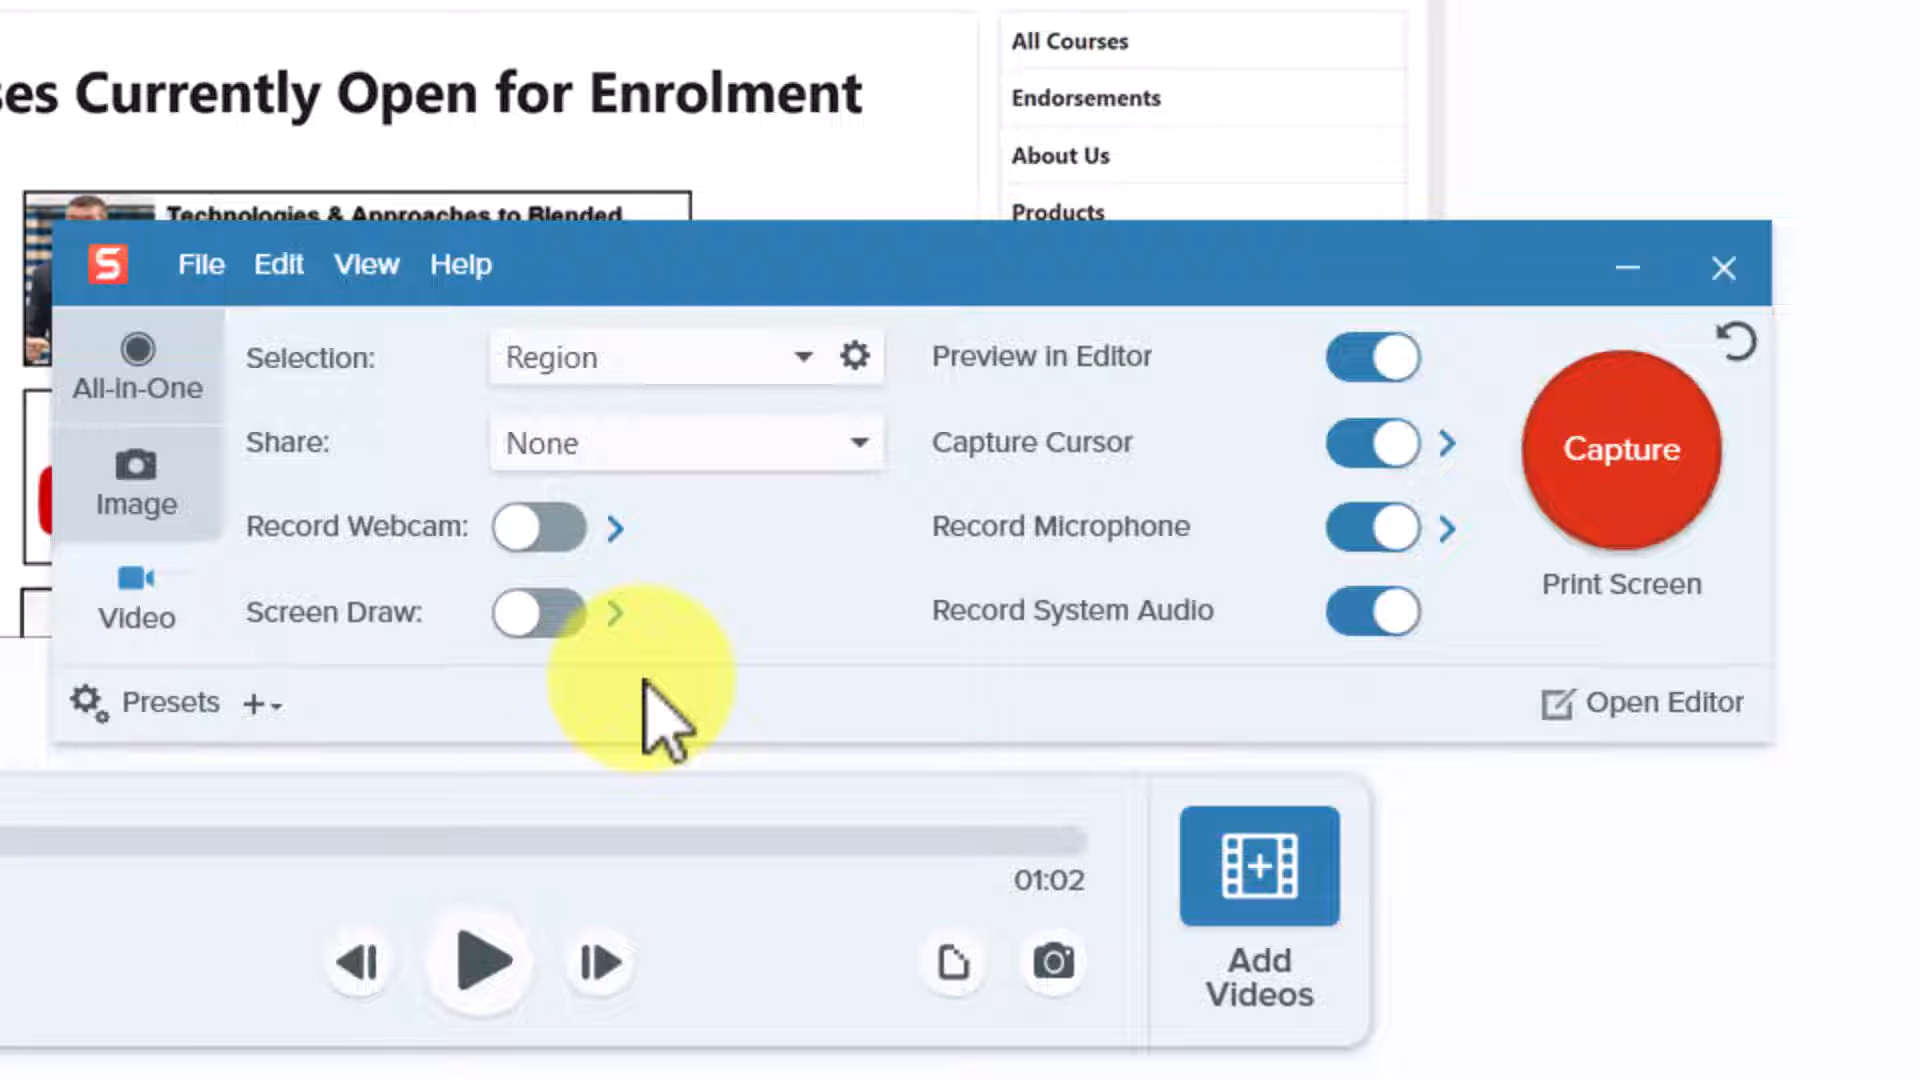 ses Currently Open for Enrolment
All Courses
Endorsements
About Us
Products
Technologies & Approaches to Blended
S
File Edit View Help
All-in-One
Image
Video
Selection: Region
Share: None
Record Webcam:
Screen Draw:
Preview in Editor
Capture Cursor
Record Microphone
Record System Audio
Capture
Print Screen
Presets
Open Editor
01:02
Add
Videos